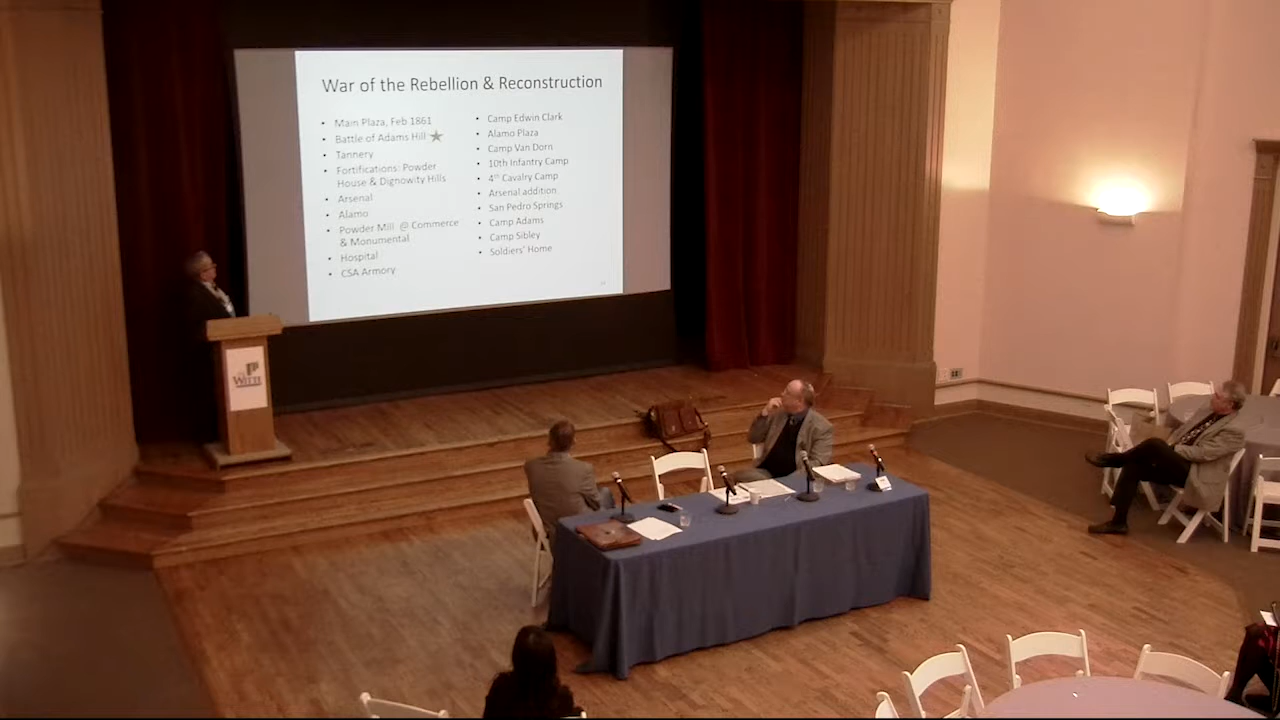 War of the Rebellion & Reconstruction
• Main Plaza, Feb 1861
• Battle of Adams Hill ★
• Tannery
• Fortifications: Powder
House & Dignowity Hills
• Arsenal
• Alamo
• Powder Mill @ Commerce
& Monumental
• Hospital
• CSA Armory
• Camp Edwin Clark
• Alamo Plaza
• Camp Van Dorn
• 10th Infantry Camp
• 4th Cavalry Camp
• Arsenal addition
• San Pedro Springs
• Camp Adams
• Camp Sibley
• Soldiers' Home
WITTE